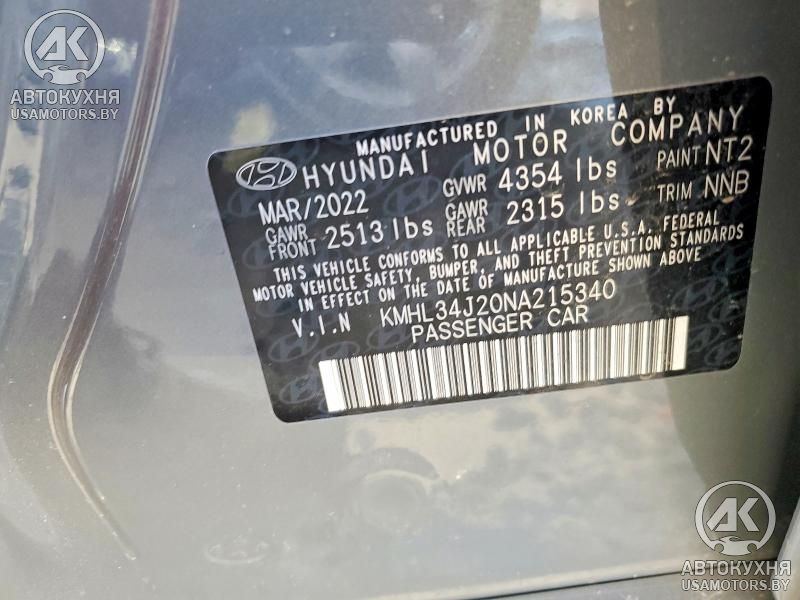 AK
АВТОКУХНЯ
USAMOTORS.BY
MANUFACTURED IN KOREA BY
HYUNDAI MOTOR COMPANY
MAR/2022 GVWR 4354 lbs PAINT NT2
GAWR FRONT 2513 lbs GAWR REAR 2315 lbs TRIM NNB
THIS VEHICLE CONFORMS TO ALL APPLICABLE U.S.A. FEDERAL
MOTOR VEHICLE SAFETY, BUMPER, AND THEFT PREVENTION STANDARDS
IN EFFECT ON THE DATE OF MANUFACTURE SHOWN ABOVE
V.I.N KMHL34J20NA215340
PASSENGER CAR
AK
АВТОКУХНЯ
USAMOTORS.BY